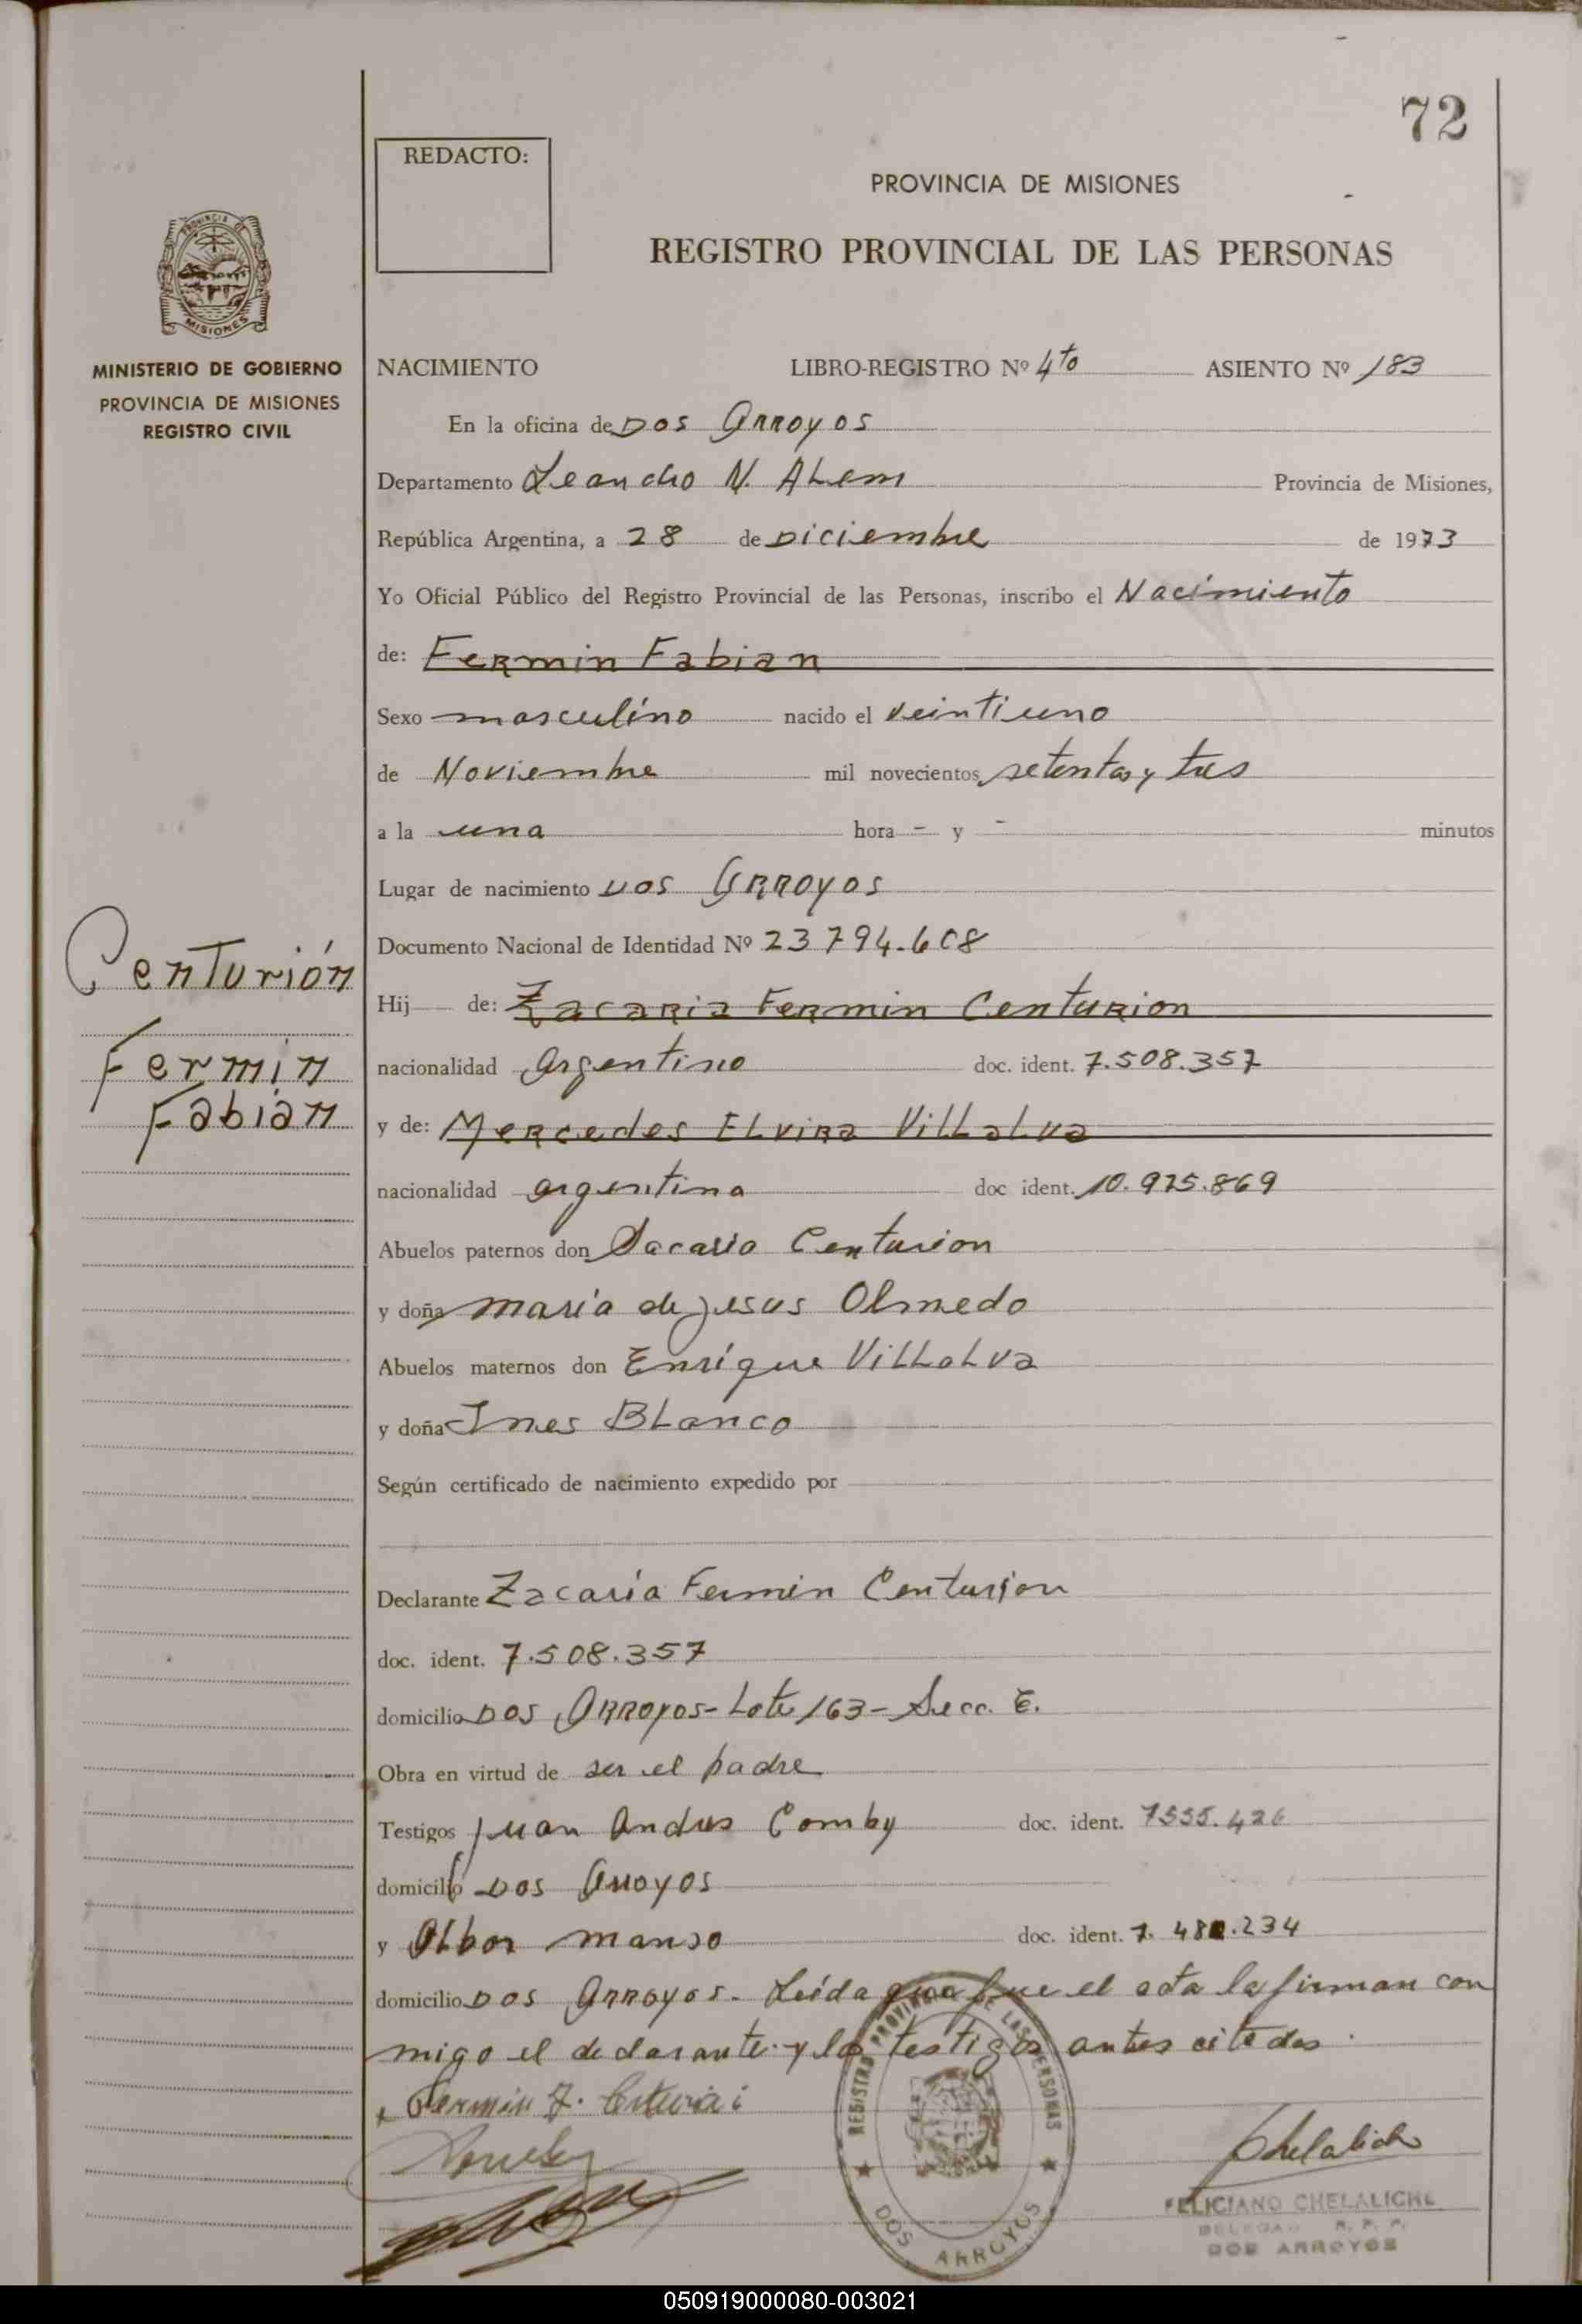 72
REDACTO:
PROVINCIA DE MISIONES
REGISTRO PROVINCIAL DE LAS PERSONAS
PROVINCIA DE
MISIONES
MINISTERIO DE GOBIERNO
PROVINCIA DE MISIONES
REGISTRO CIVIL
NACIMIENTO LIBRO-REGISTRO Nº 4to ASIENTO Nº 183
En la oficina de Dos Arroyos
Departamento Leandro N. ALem Provincia de Misiones,
República Argentina, a 28 de Diciembre de 1973
Yo Oficial Público del Registro Provincial de las Personas, inscribo el Nacimiento
de: Fermin Fabian
Sexo masculino nacido el veintiuno
de Noviembre mil novecientos setenta y tres
a la una hora - y - minutos
Lugar de nacimiento Dos Arroyos
Documento Nacional de Identidad Nº 23794.608
Centurión
Fermin
Fabian
Hij de: Zacaria Fermin Centurion
nacionalidad argentino doc. ident. 7.508.357
y de: Mercedes ELvira ViLLaLva
nacionalidad argentina doc ident. 10.925.869
Abuelos paternos don Sacario Centurion
y doña maria de jesus Olmedo
Abuelos maternos don Enrique ViLLaLva
y doña Ines BLanco
Según certificado de nacimiento expedido por
Declarante Zacaria Fermin Centurion
doc. ident. 7.508.357
domicilio Dos Arroyos- Lote 163- Secc. E.
Obra en virtud de ser el padre
Testigos juan Andres Comby doc. ident. 7555.426
domicilio Dos Arroyos
y Albor manso doc. ident. 7. .234
domicilio Dos Arroyos. Leida que fue el acta la firman con
migo el declarante y los testigos antes citados.
Fermin Z.
REGISTRO PROVINCIAL DE LAS PERSONAS
DOS ARROYOS
Chelalich
FELICIANO CHELALICHE
DELEGADO R. P. P.
DOS ARROYOS
050919000080-003021